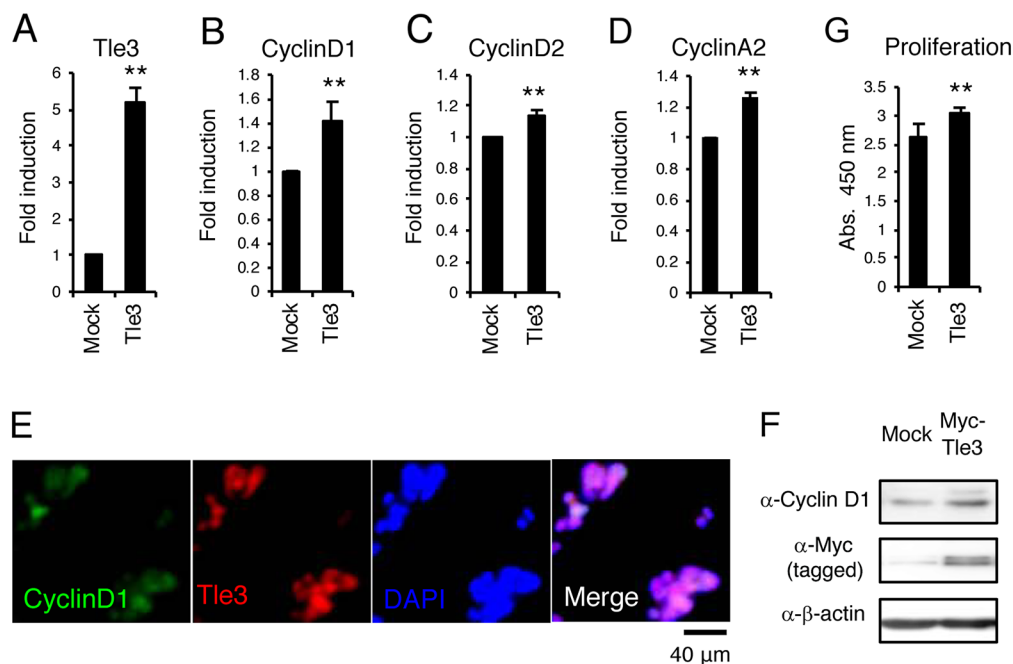 A
Tle3
Fold induction
6
5
4
3
2
1
0
**
Mock
Tle3
B
CyclinD1
Fold induction
1.8
1.6
1.4
1.2
1
0.8
0.6
0.4
0.2
0
**
Mock
Tle3
C
CyclinD2
Fold induction
1.4
1.2
1
0.8
0.6
0.4
0.2
0
**
Mock
Tle3
D
CyclinA2
Fold induction
1.4
1.2
1
0.8
0.6
0.4
0.2
0
**
Mock
Tle3
G
Proliferation
Abs. 450 nm
3.5
3
2.5
2
1.5
1
0.5
0
**
Mock
Tle3
E
CyclinD1
Tle3
DAPI
Merge
40 μm
F
Mock
Myc-
Tle3
α-Cyclin D1
α-Myc
(tagged)
α-β-actin